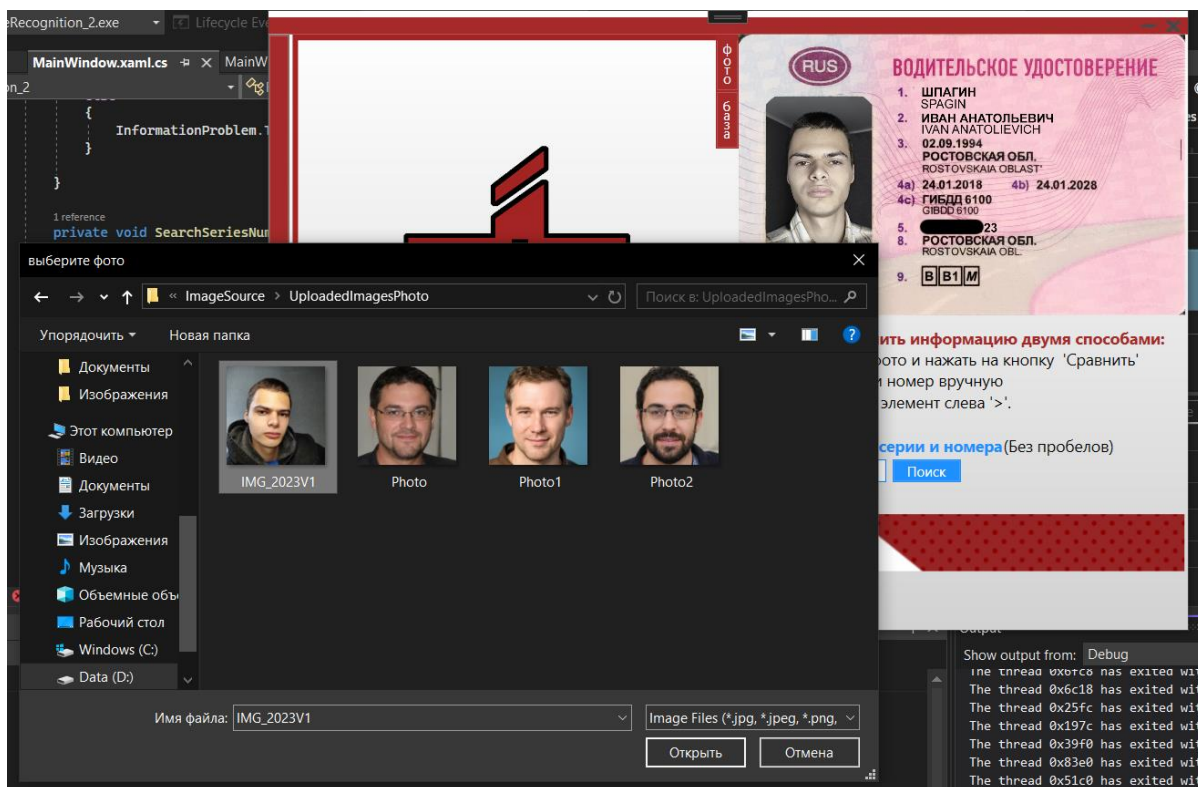 eRecognition_2.exe
Lifecycle Eve
MainWindow.xaml.cs
MainW
on_2
{
InformationProblem.T
}
}
1 reference
private void SearchSeriesNum
фото база
RUS
ВОДИТЕЛЬСКОЕ УДОСТОВЕРЕНИЕ
1. ШПАГИН
SPAGIN
2. ИВАН АНАТОЛЬЕВИЧ
IVAN ANATOLIEVICH
3. 02.09.1994
РОСТОВСКАЯ ОБЛ.
ROSTOVSKAIA OBLAST'
4a) 24.01.2018 4b) 24.01.2028
4c) ГИБДД 6100
GIBDD 6100
5. 23
8. РОСТОВСКАЯ ОБЛ.
ROSTOVSKAIA OBL.
9. B B1 M
ить информацию двумя способами:
ото и нажать на кнопку 'Сравнить'
и номер вручную
элемент слева '>'.
серии и номера(Без пробелов)
Поиск
выберите фото
« ImageSource > UploadedImagesPhoto
Поиск в: UploadedImagesPho...
Упорядочить
Новая папка
Документы
Изображения
Этот компьютер
Видео
Документы
Загрузки
Изображения
Музыка
Объемные объ
Рабочий стол
Windows (C:)
Data (D:)
IMG_2023V1
Photo
Photo1
Photo2
Имя файла: IMG_2023V1
Image Files (*.jpg, *.jpeg, *.png,
Открыть
Отмена
Output
Show output from: Debug
The thread 0x6fc8 has exited wit
The thread 0x6c18 has exited wit
The thread 0x25fc has exited wit
The thread 0x197c has exited wit
The thread 0x39f0 has exited wit
The thread 0x83e0 has exited wit
The thread 0x51c0 has exited wit